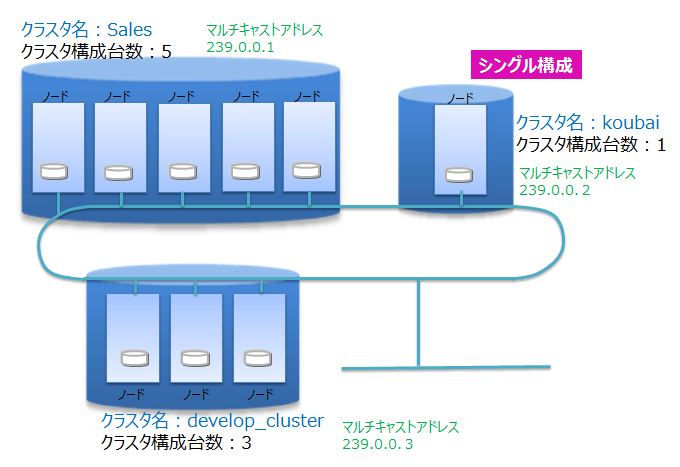 クラスタ名：Sales
クラスタ構成台数：5
マルチキャストアドレス
239.0.0.1
シングル構成
ノード ノード ノード ノード ノード
ノード
クラスタ名：koubai
クラスタ構成台数：1
マルチキャストアドレス
239.0.0.2
ノード ノード ノード
クラスタ名：develop_cluster
クラスタ構成台数：3
マルチキャストアドレス
239.0.0.3